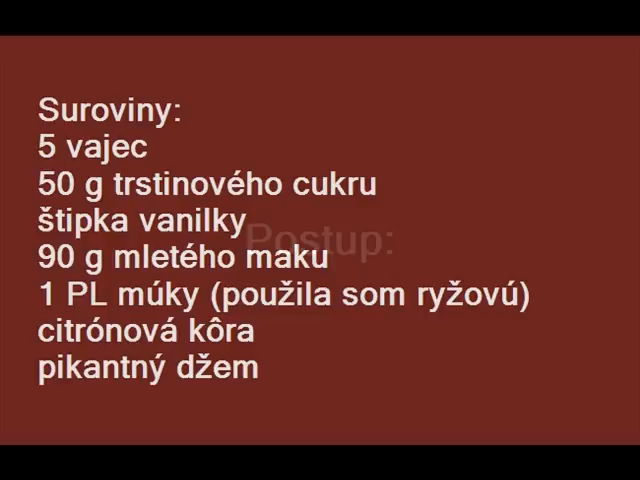 Suroviny:
5 vajec
50 g trstinového cukru
štipka vanilky
Postup:
90 g mletého maku
1 PL múky (použila som ryžovú)
citrónová kôra
pikantný džem